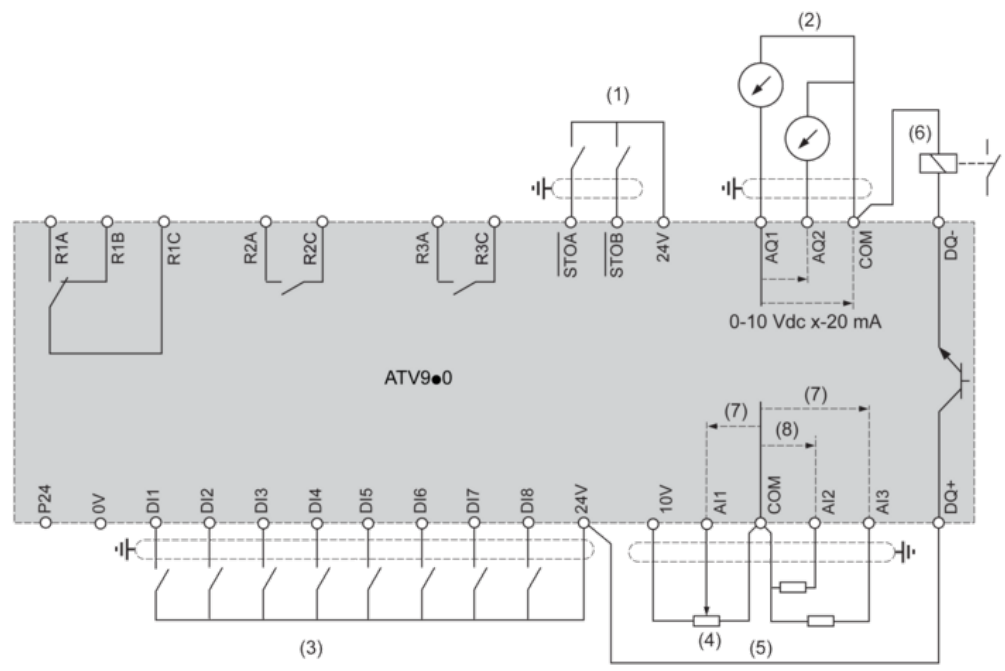 (2)
(1)
(6)
R1A
R1B
R1C
R2A
R2C
R3A
R3C
STOA
STOB
24V
AQ1
AQ2
COM
DQ-
0-10 Vdc x-20 mA
ATV9●0
(7)
(7)
(8)
P24
0V
DI1
DI2
DI3
DI4
DI5
DI6
DI7
DI8
24V
10V
AI1
COM
AI2
AI3
DQ+
(3)
(4)
(5)